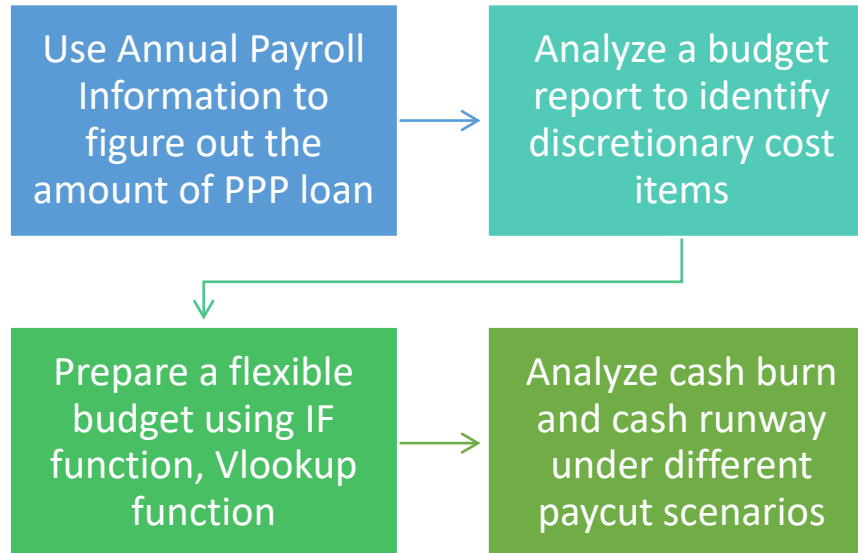 Use Annual Payroll
Information to
figure out the
amount of PPP loan
Analyze a budget
report to identify
discretionary cost
items
Prepare a flexible
budget using IF
function, Vlookup
function
Analyze cash burn
and cash runway
under different
paycut scenarios